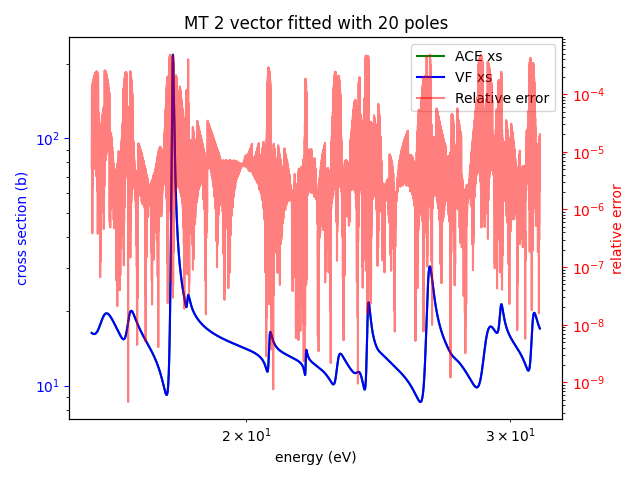 MT 2 vector fitted with 20 poles
ACE xs
VF xs
Relative error
cross section (b)
10²
10¹
relative error
10⁻⁴
10⁻⁵
10⁻⁶
10⁻⁷
10⁻⁸
10⁻⁹
2 × 10¹
3 × 10¹
energy (eV)